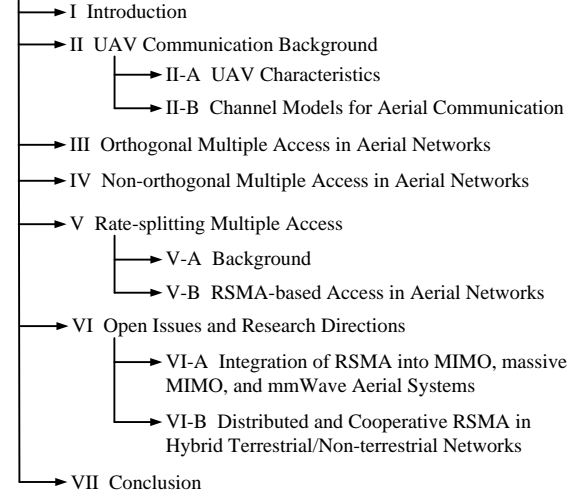 I Introduction
II UAV Communication Background
II-A UAV Characteristics
II-B Channel Models for Aerial Communication
III Orthogonal Multiple Access in Aerial Networks
IV Non-orthogonal Multiple Access in Aerial Networks
V Rate-splitting Multiple Access
V-A Background
V-B RSMA-based Access in Aerial Networks
VI Open Issues and Research Directions
VI-A Integration of RSMA into MIMO, massive
MIMO, and mmWave Aerial Systems
VI-B Distributed and Cooperative RSMA in
Hybrid Terrestrial/Non-terrestrial Networks
VII Conclusion